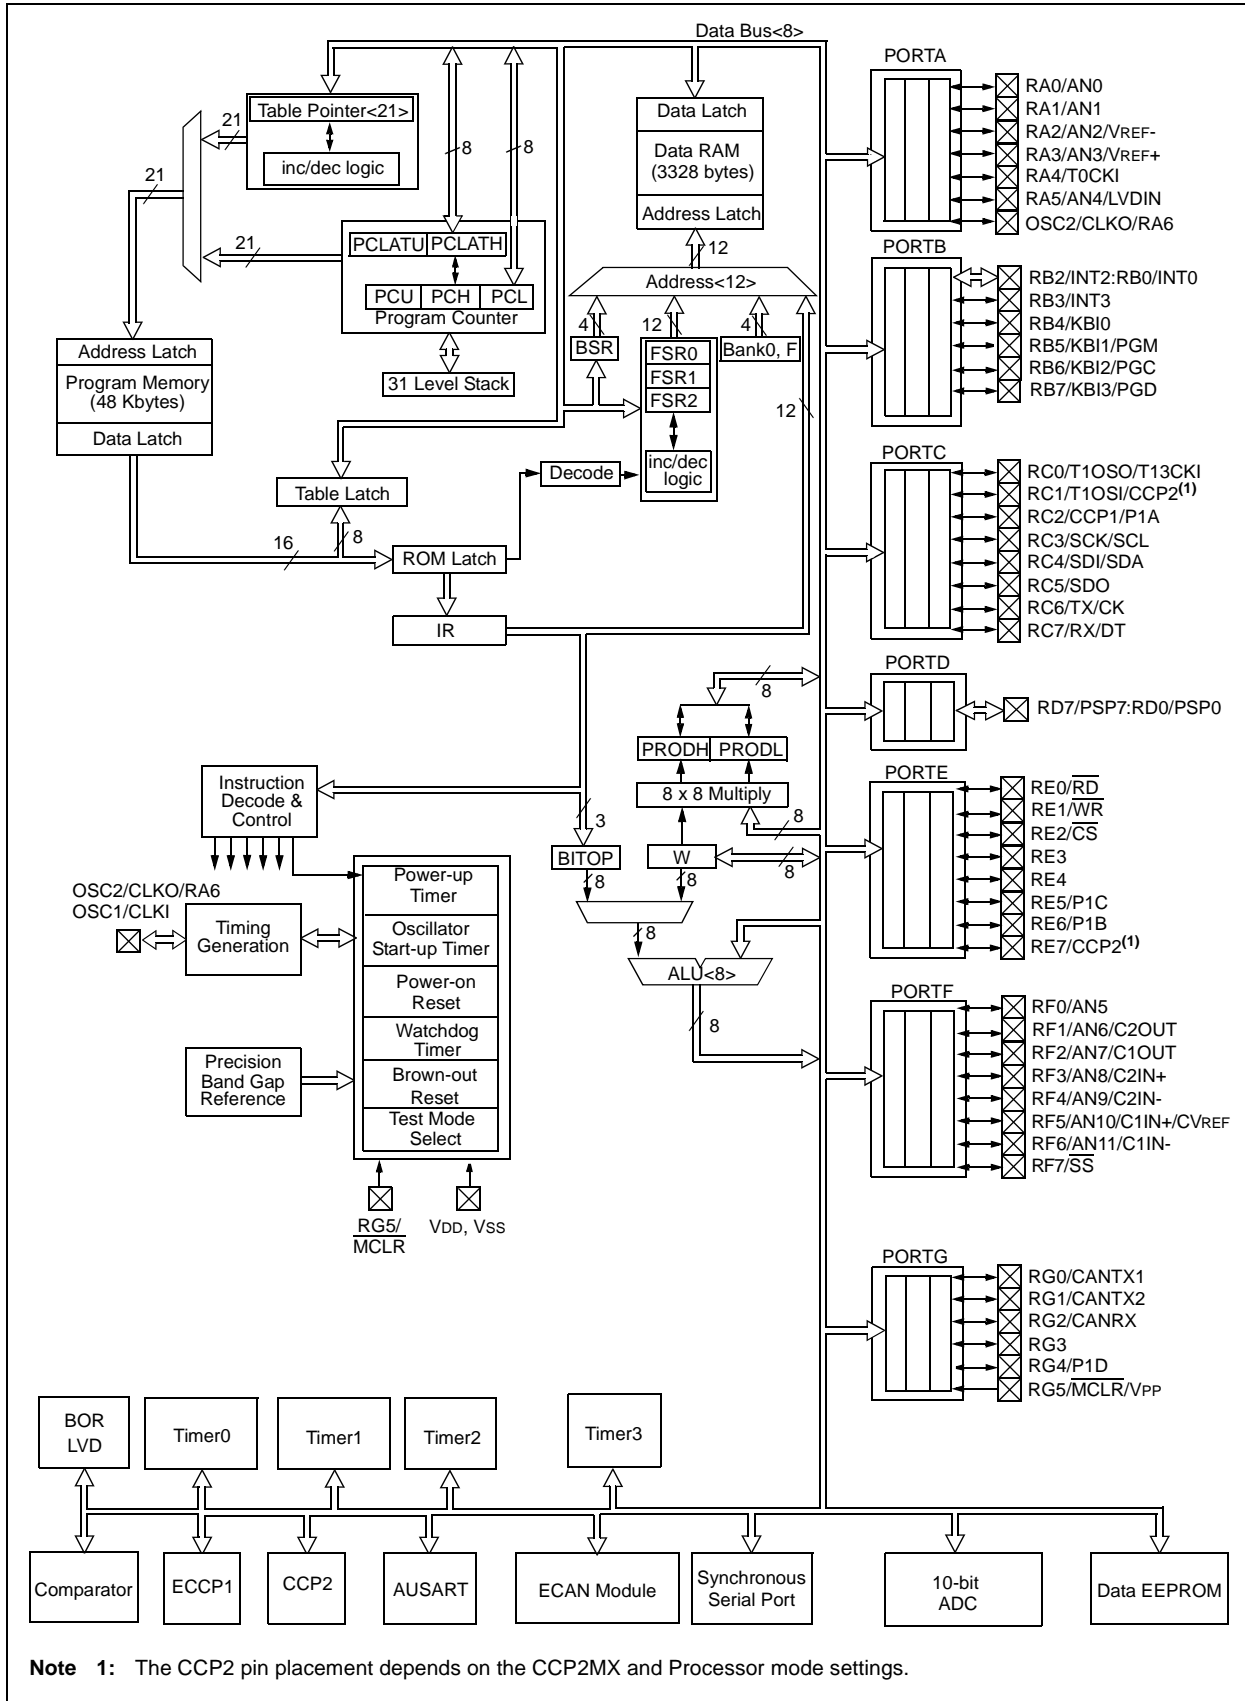 Data Bus<8>
Table Pointer<21>
inc/dec logic
21
21
21
8
8
PCLATU PCLATH
PCU PCH PCL
Program Counter
31 Level Stack
Address Latch
Program Memory
(48 Kbytes)
Data Latch
Data Latch
Data RAM
(3328 bytes)
Address Latch
12
Address<12>
4
12
4
BSR
FSR0
FSR1
FSR2
inc/dec
logic
Bank0, F
12
Decode
Table Latch
8
16
ROM Latch
IR
8
PRODH PRODL
8 x 8 Multiply
8
3
BITOP
W
8
8
8
8
ALU<8>
8
Instruction
Decode &
Control
OSC2/CLKO/RA6
OSC1/CLKI
Timing
Generation
Power-up
Timer
Oscillator
Start-up Timer
Power-on
Reset
Watchdog
Timer
Brown-out
Reset
Test Mode
Select
Precision
Band Gap
Reference
RG5/
MCLR
VDD, VSS
PORTA
RA0/AN0
RA1/AN1
RA2/AN2/VREF-
RA3/AN3/VREF+
RA4/T0CKI
RA5/AN4/LVDIN
OSC2/CLKO/RA6
PORTB
RB2/INT2:RB0/INT0
RB3/INT3
RB4/KBI0
RB5/KBI1/PGM
RB6/KBI2/PGC
RB7/KBI3/PGD
PORTC
RC0/T1OSO/T13CKI
RC1/T1OSI/CCP2(1)
RC2/CCP1/P1A
RC3/SCK/SCL
RC4/SDI/SDA
RC5/SDO
RC6/TX/CK
RC7/RX/DT
PORTD
RD7/PSP7:RD0/PSP0
PORTE
RE0/RD
RE1/WR
RE2/CS
RE3
RE4
RE5/P1C
RE6/P1B
RE7/CCP2(1)
PORTF
RF0/AN5
RF1/AN6/C2OUT
RF2/AN7/C1OUT
RF3/AN8/C2IN+
RF4/AN9/C2IN-
RF5/AN10/C1IN+/CVREF
RF6/AN11/C1IN-
RF7/SS
PORTG
RG0/CANTX1
RG1/CANTX2
RG2/CANRX
RG3
RG4/P1D
RG5/MCLR/VPP
BOR
LVD
Timer0
Timer1
Timer2
Timer3
Comparator
ECCP1
CCP2
AUSART
ECAN Module
Synchronous
Serial Port
10-bit
ADC
Data EEPROM
Note 1: The CCP2 pin placement depends on the CCP2MX and Processor mode settings.